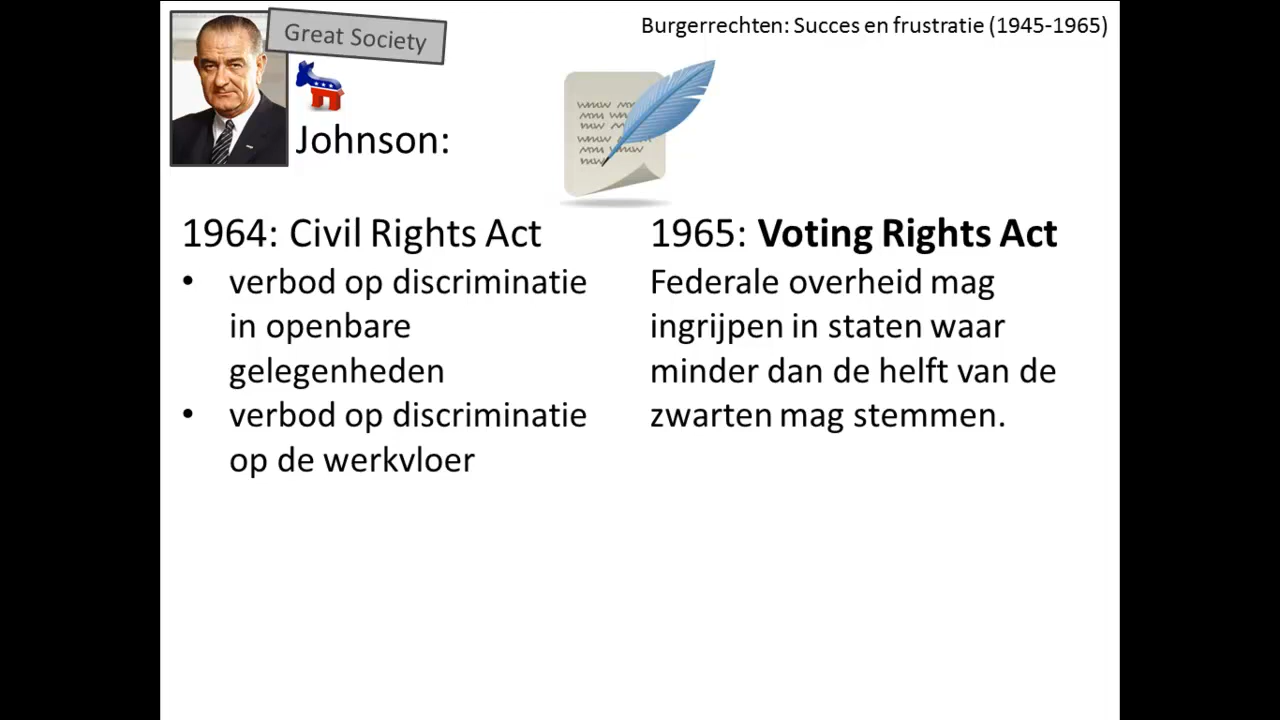 Great Society
Burgerrechten: Succes en frustratie (1945-1965)
Johnson:
1964: Civil Rights Act
• verbod op discriminatie
in openbare
gelegenheden
• verbod op discriminatie
op de werkvloer
1965: Voting Rights Act
Federale overheid mag
ingrijpen in staten waar
minder dan de helft van de
zwarten mag stemmen.